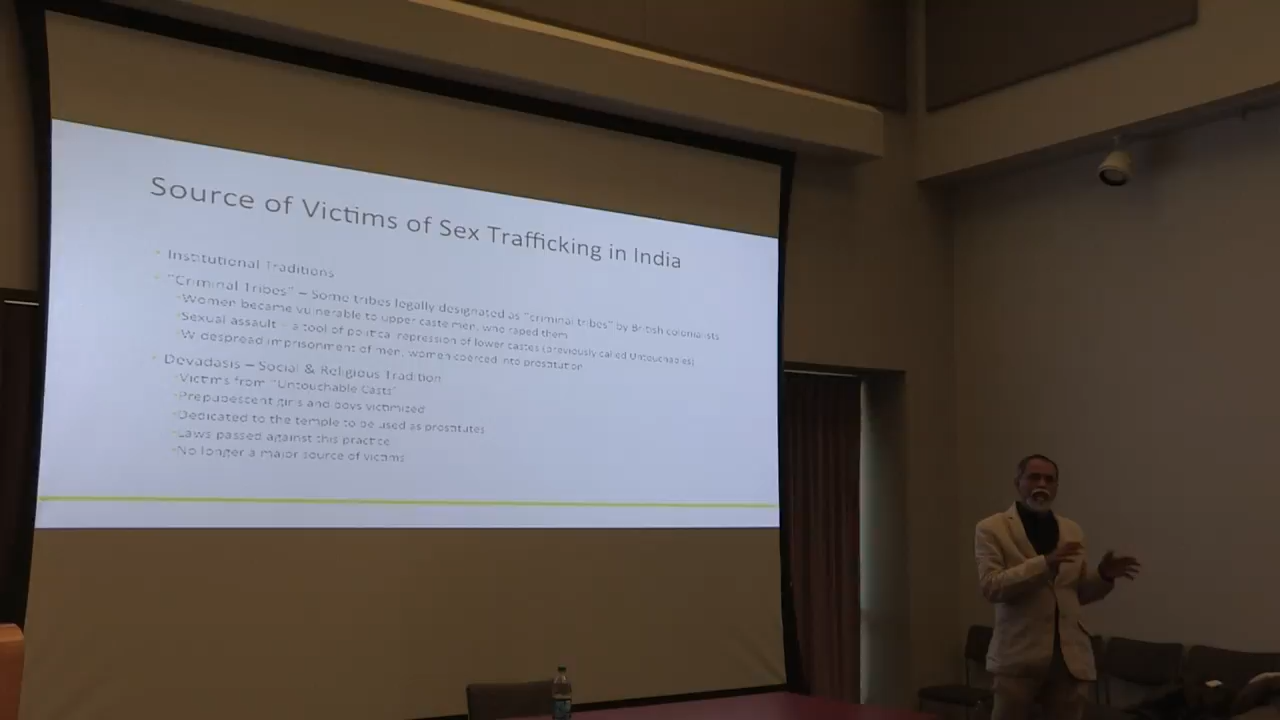 Source of Victims of Sex Trafficking in India
Institutional Traditions
"Criminal Tribes" – Some tribes legally designated as "criminal tribes" by British colonialists
Women became vulnerable to upper caste men, who raped them
Sexual assault – a tool of political repression of lower castes (previously called Untouchables)
Widespread imprisonment of men, women coerced into prostitution
Devadasis – Social & Religious Tradition
Victims from "Untouchable Casts"
Prepubescent girls and boys victimized
Dedicated to the temple to be used as prostitutes
Laws passed against this practice
No longer a major source of victims